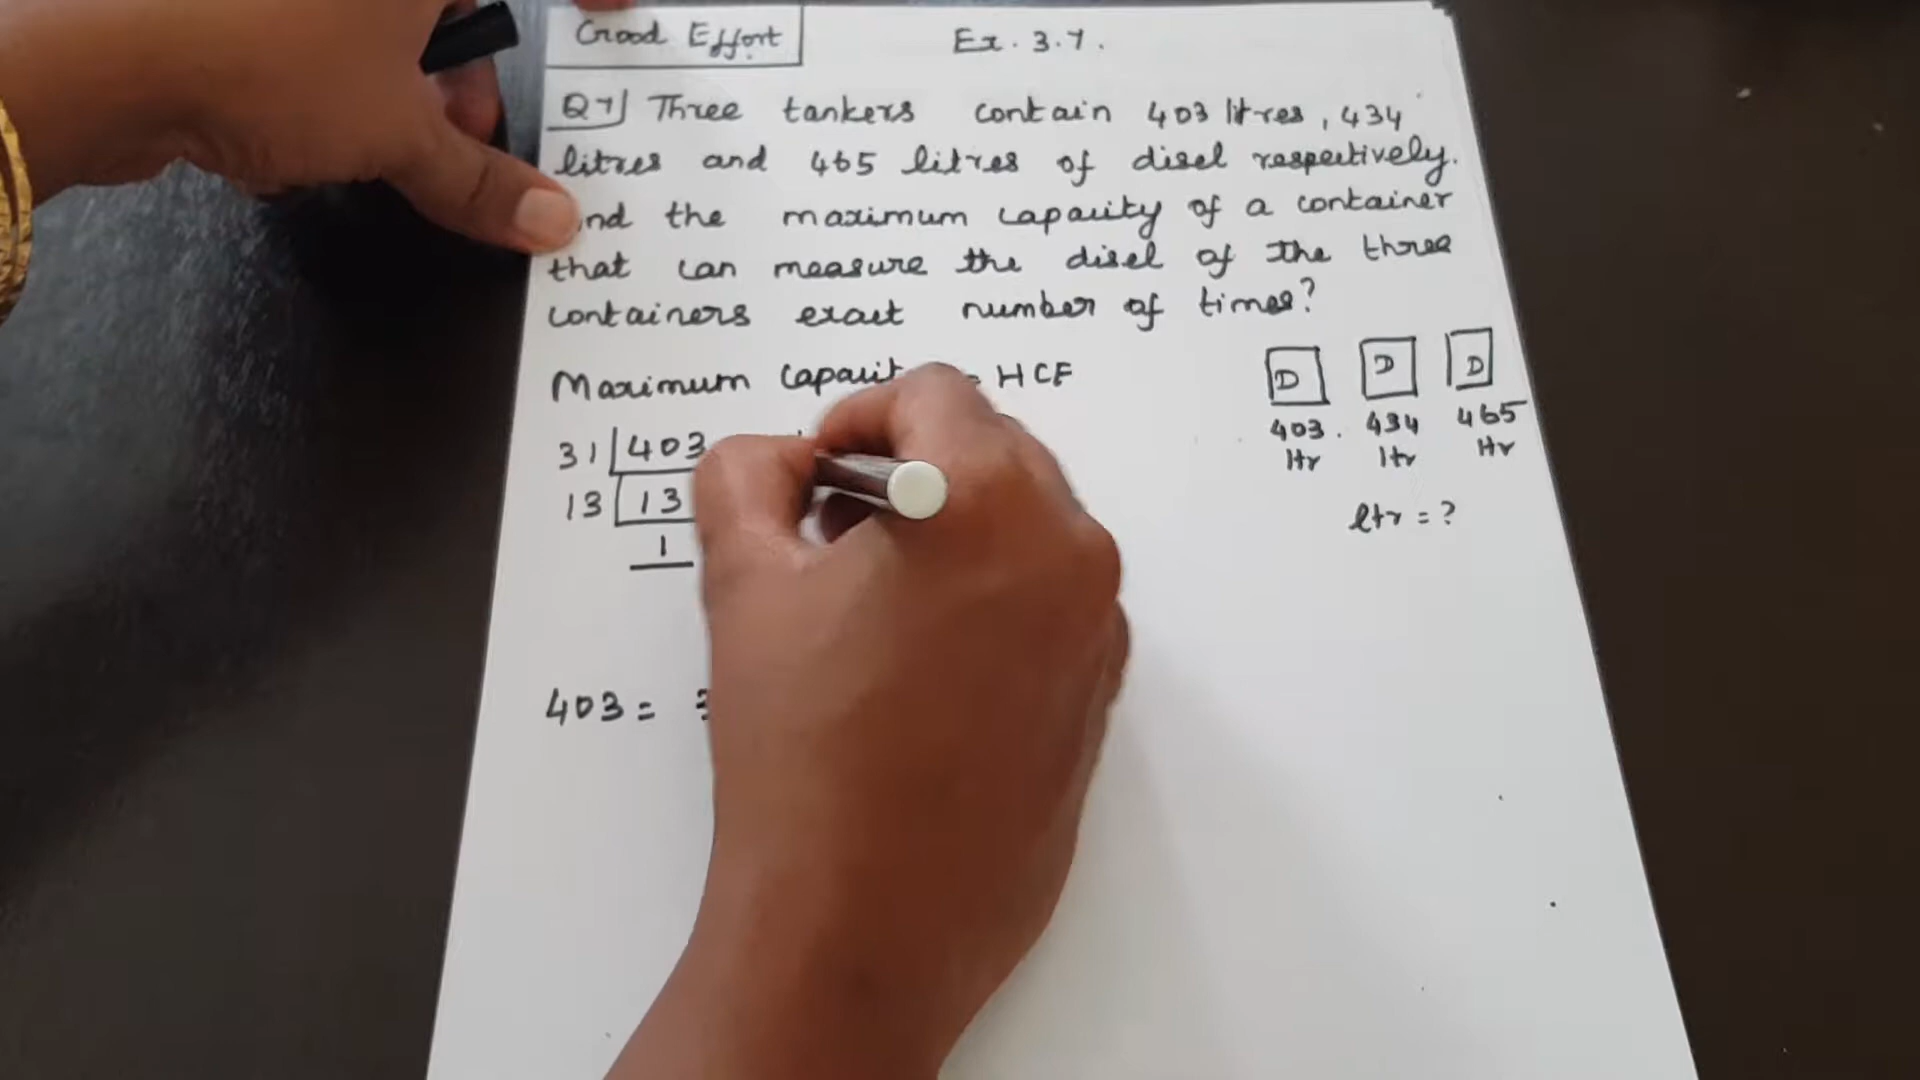 Good Effort
Ex. 3.7.
Q7 Three tankers contain 403 litres, 434
litres and 465 litres of disel respectively.
the maximum capacity of a container
that can measure the disel of the three
containers exact number of times?
Maximum = HCF
D D D
403. 434 465
ltr ltr ltr
ltr = ?
31 403
13 13
1
403 =